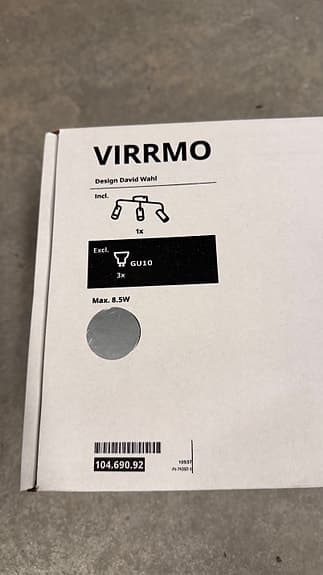 VIRRMO
Design David Wahl
Incl.
1x
Excl.
GU10
3x
Max. 8.5W
104.690.92